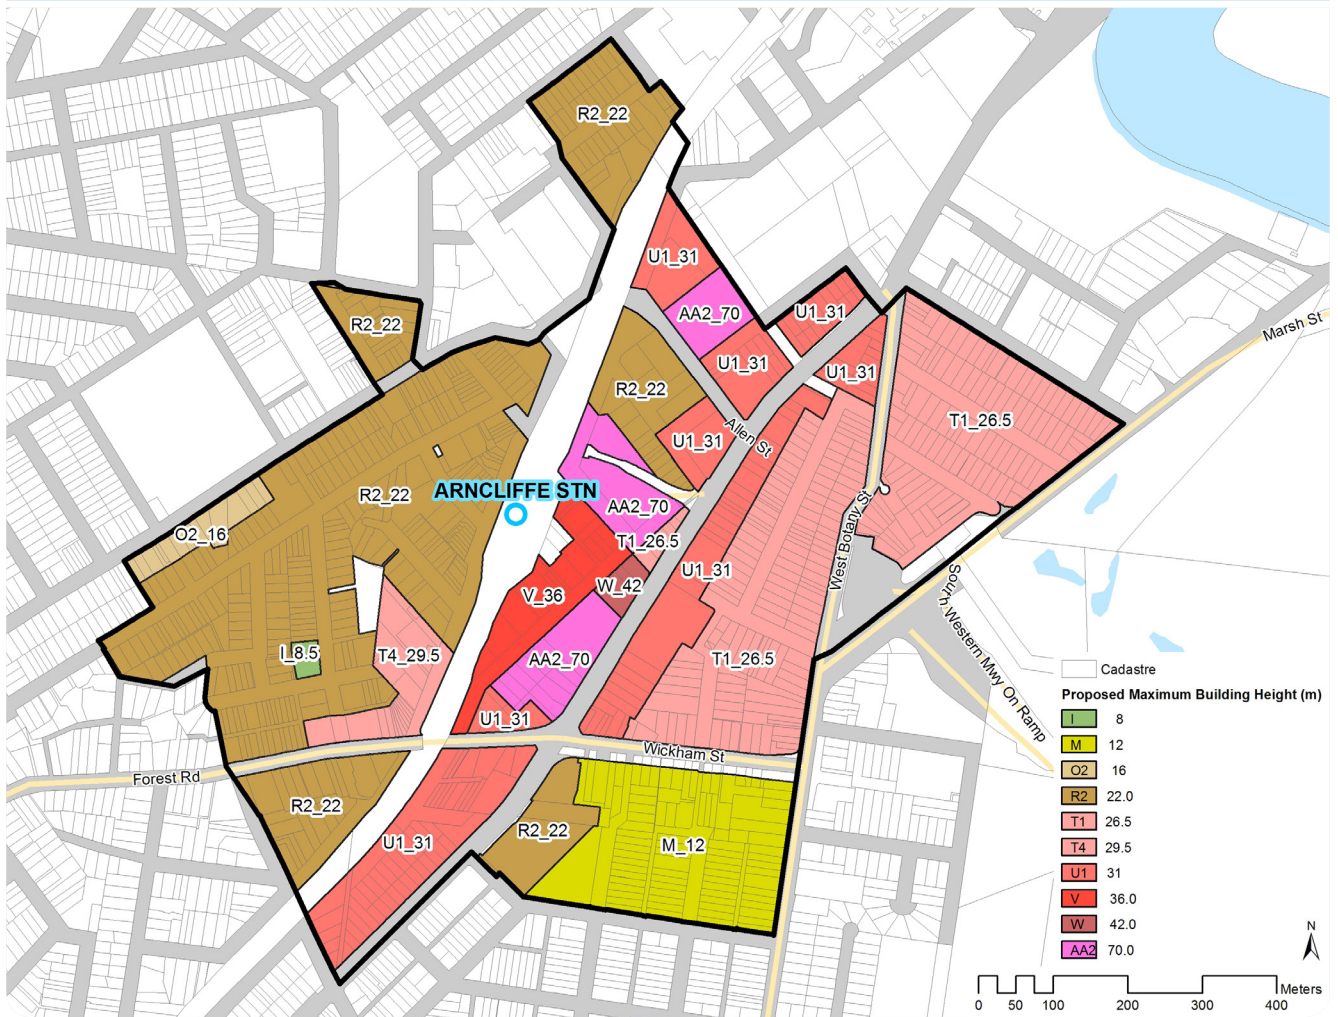 R2_22
U1_31
AA2_70
U1_31
R2_22
Marsh St
U1_31
U1_31
R2_22
T1_26.5
Allen St
U1_31
R2_22
ARNCLIFFE STN
AA2_70
O2_16
T1_26.5
West Botany St
U1_31
W_42
V_36
South Western Mwy On Ramp
I_8.5
T4_29.5
AA2_70
T1_26.5
U1_31
Wickham St
Forest Rd
R2_22
U1_31
R2_22
M_12
Cadastre
Proposed Maximum Building Height (m)
I 8
M 12
O2 16
R2 22.0
T1 26.5
T4 29.5
U1 31
V 36.0
W 42.0
AA2 70.0
N
Meters
0 50 100 200 300 400